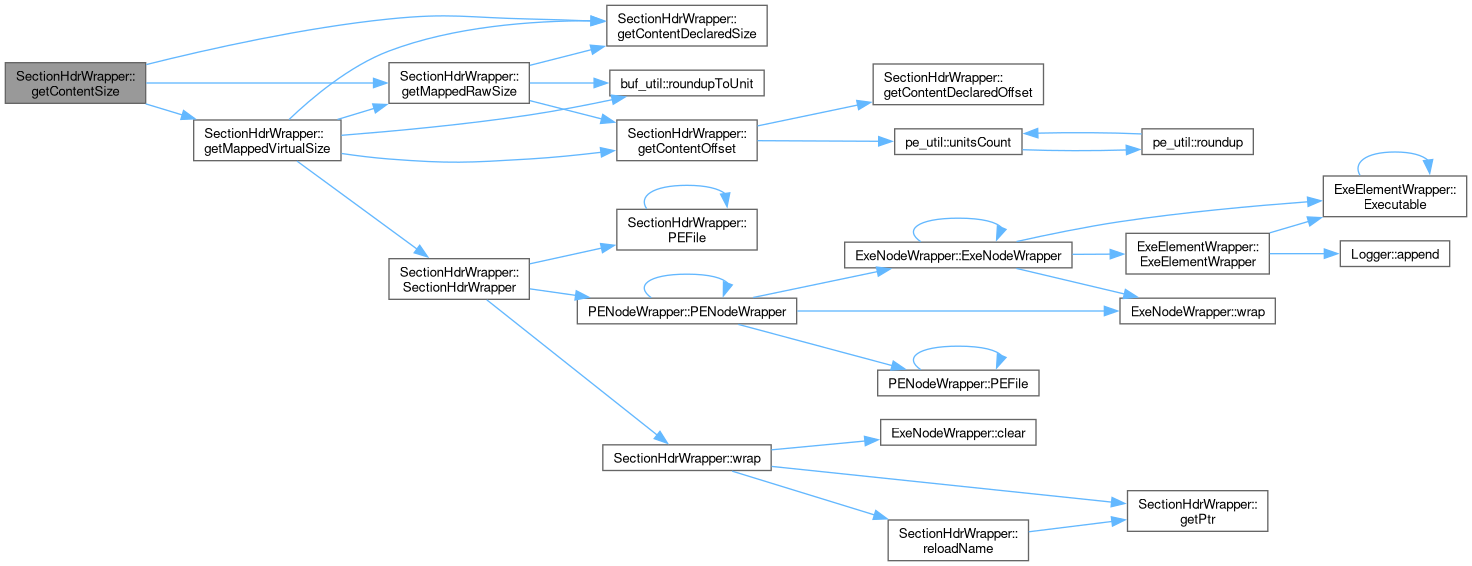 SectionHdrWrapper::
getContentSize
SectionHdrWrapper::
getContentDeclaredSize
SectionHdrWrapper::
getMappedRawSize
buf_util::roundupToUnit
SectionHdrWrapper::
getContentDeclaredOffset
SectionHdrWrapper::
getMappedVirtualSize
SectionHdrWrapper::
getContentOffset
pe_util::unitsCount
pe_util::roundup
SectionHdrWrapper::
PEFile
ExeElementWrapper::
Executable
ExeNodeWrapper::ExeNodeWrapper
ExeElementWrapper::
ExeElementWrapper
Logger::append
SectionHdrWrapper::
SectionHdrWrapper
PENodeWrapper::PENodeWrapper
ExeNodeWrapper::wrap
PENodeWrapper::PEFile
ExeNodeWrapper::clear
SectionHdrWrapper::wrap
SectionHdrWrapper::
getPtr
SectionHdrWrapper::
reloadName